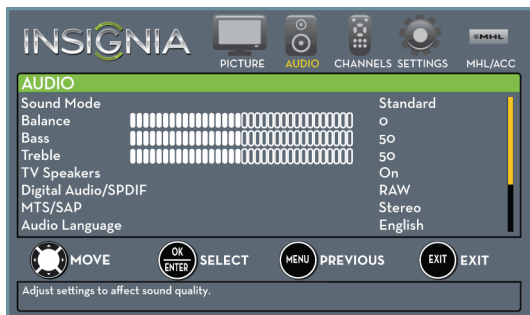 INSIGNIA
PICTURE AUDIO CHANNELS SETTINGS MHL/ACC
MHL
AUDIO
Sound Mode Standard
Balance 0
Bass 50
Treble 50
TV Speakers On
Digital Audio/SPDIF RAW
MTS/SAP Stereo
Audio Language English
MOVE OK ENTER SELECT MENU PREVIOUS EXIT EXIT
Adjust settings to affect sound quality.